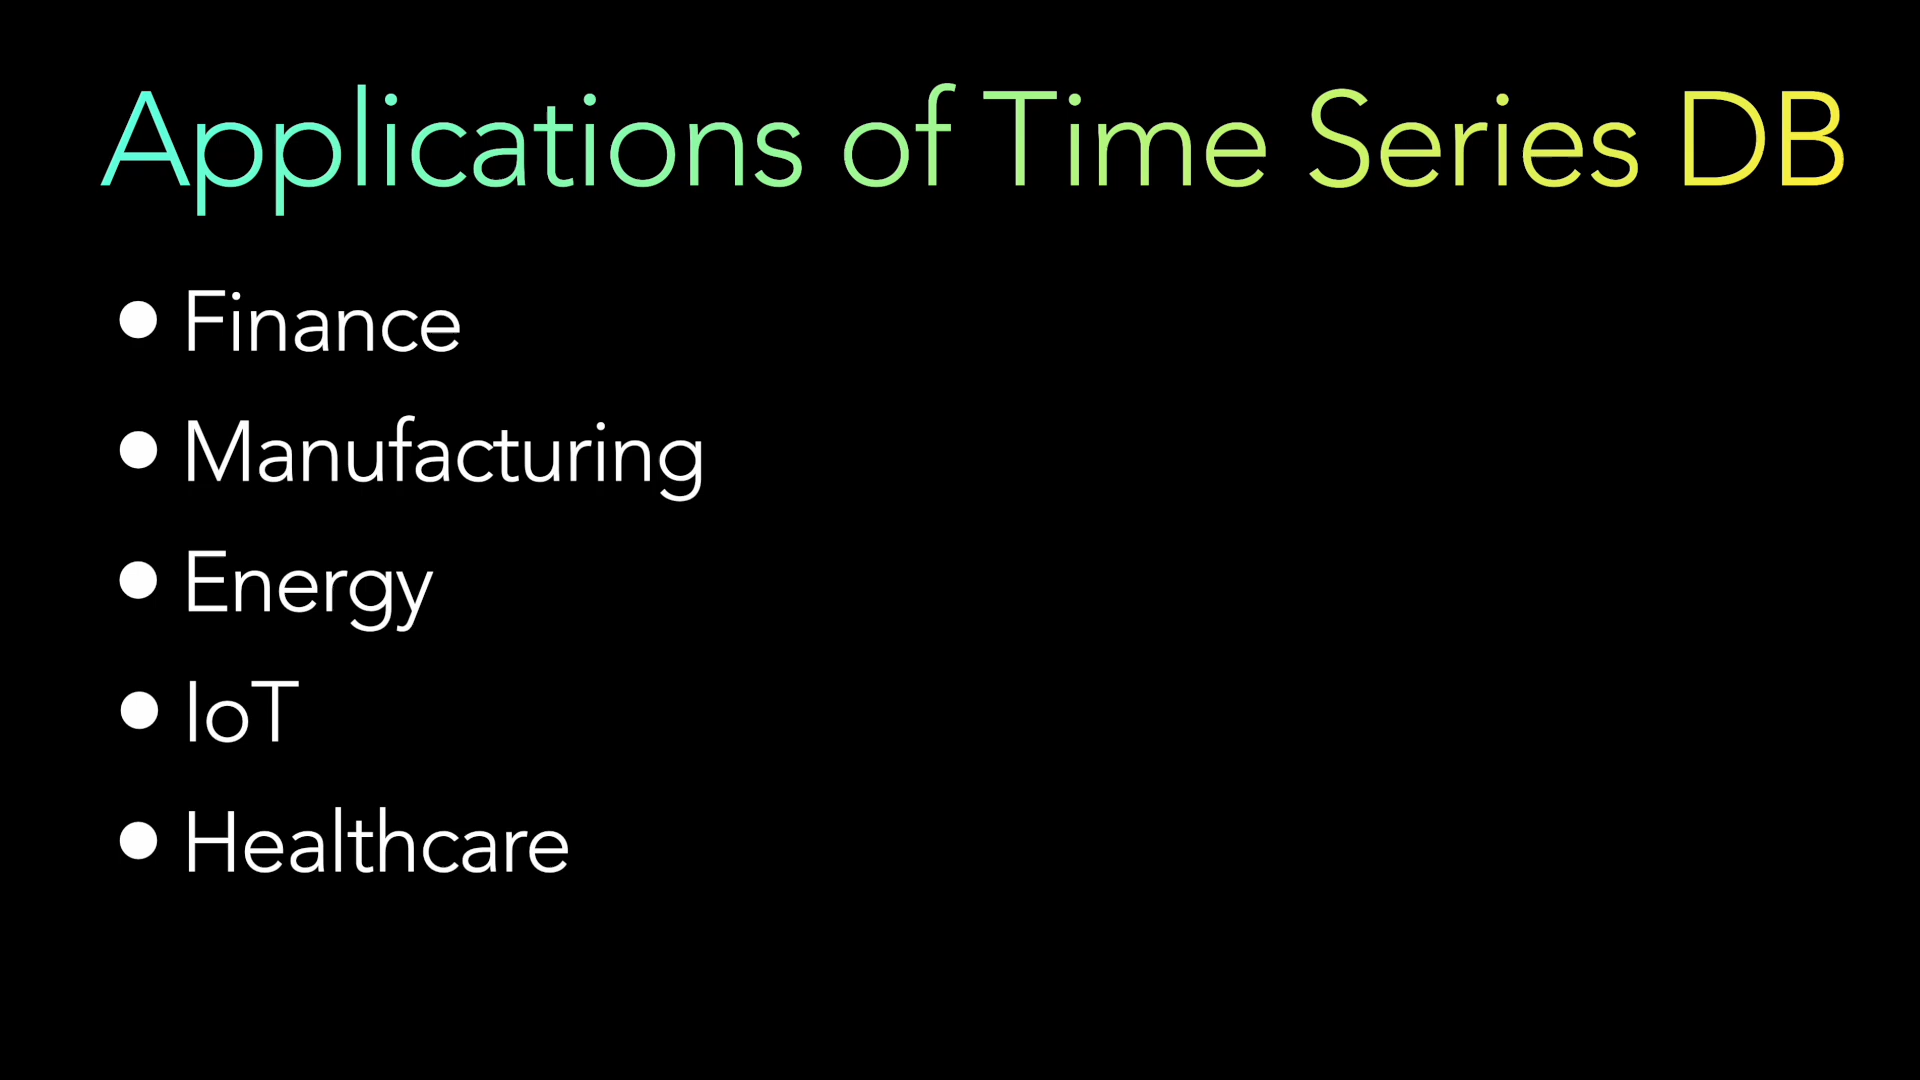 Applications of Time Series DB
• Finance
• Manufacturing
• Energy
• IoT
• Healthcare